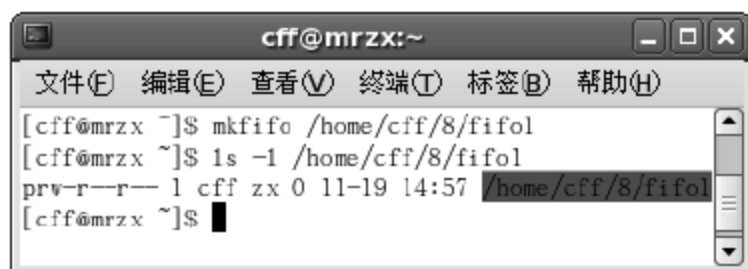 cff@mrzx:~
文件(F) 编辑(E) 查看(V) 终端(T) 标签(B) 帮助(H)
[cff@mrzx ~]$ mkfifo /home/cff/8/fifo1
[cff@mrzx ~]$ ls -l /home/cff/8/fifo1
prw-r--r-- 1 cff zx 0 11-19 14:57 /home/cff/8/fifo1
[cff@mrzx ~]$